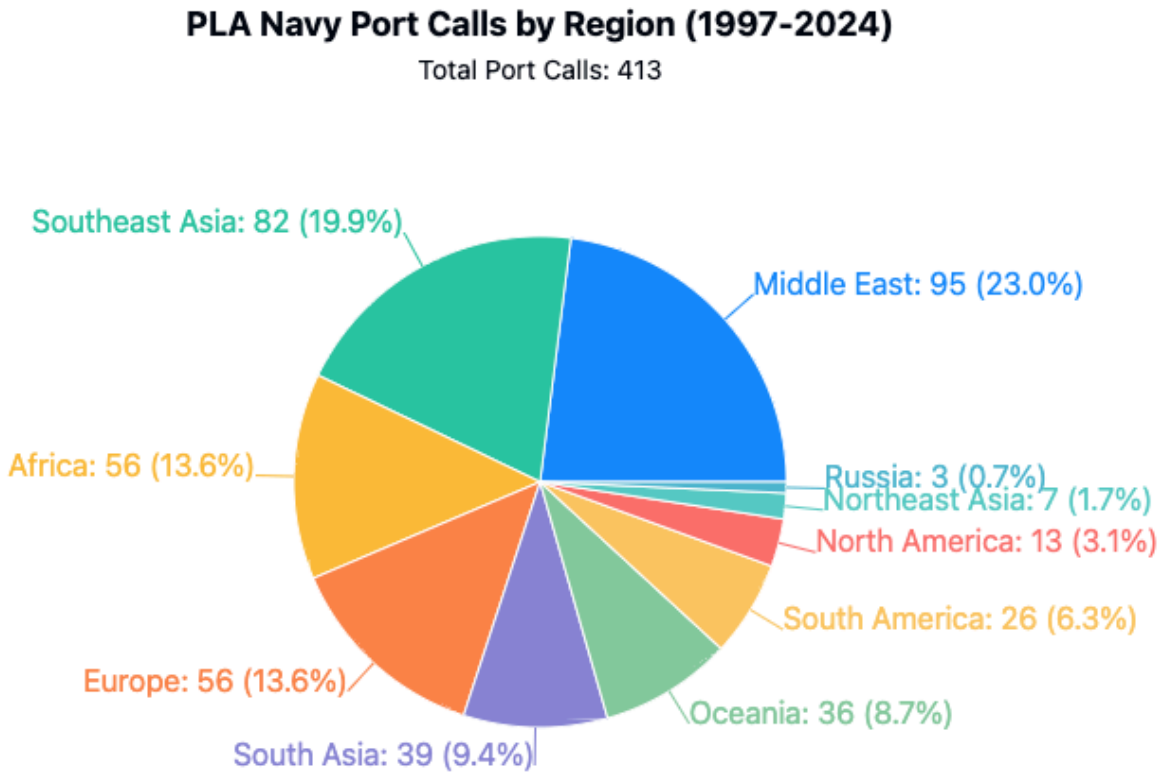 PLA Navy Port Calls by Region (1997-2024)
Total Port Calls: 413
Southeast Asia: 82 (19.9%)
Middle East: 95 (23.0%)
Africa: 56 (13.6%)
Russia: 3 (0.7%)
Northeast Asia: 7 (1.7%)
North America: 13 (3.1%)
South America: 26 (6.3%)
Europe: 56 (13.6%)
Oceania: 36 (8.7%)
South Asia: 39 (9.4%)